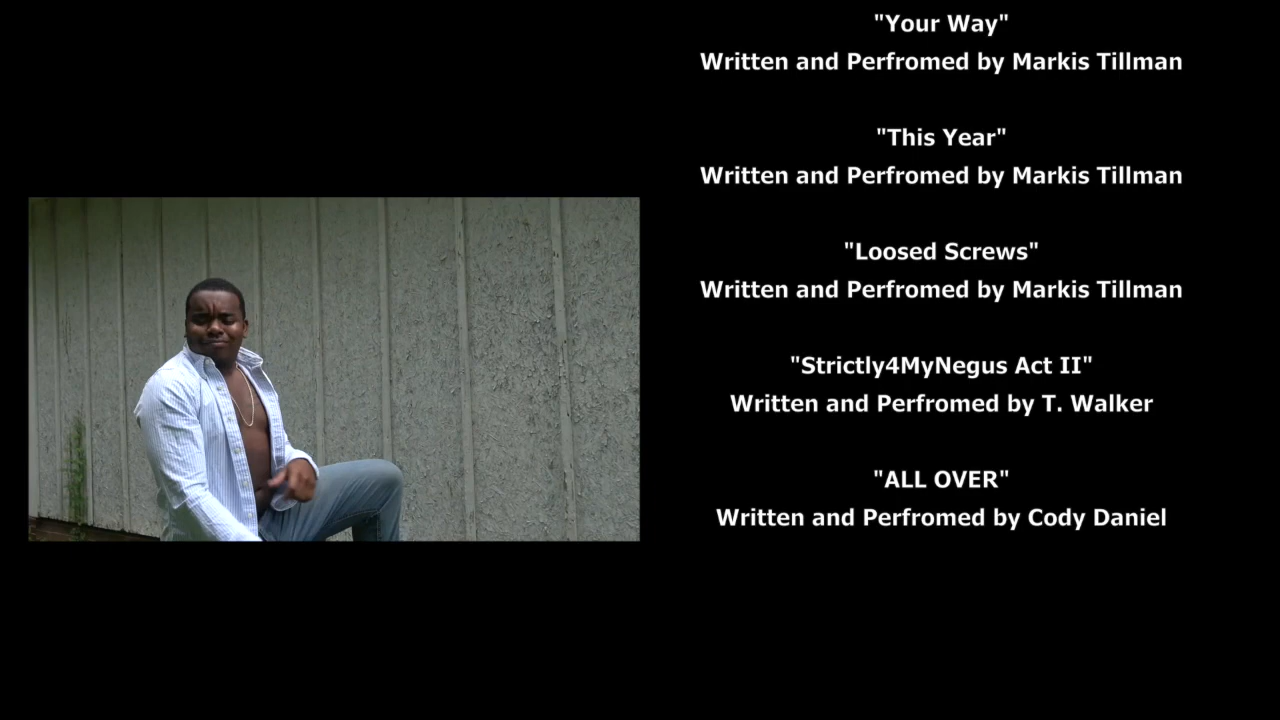 "Your Way"
Written and Perfromed by Markis Tillman
"This Year"
Written and Perfromed by Markis Tillman
"Loosed Screws"
Written and Perfromed by Markis Tillman
"Strictly4MyNegus Act II"
Written and Perfromed by T. Walker
"ALL OVER"
Written and Perfromed by Cody Daniel